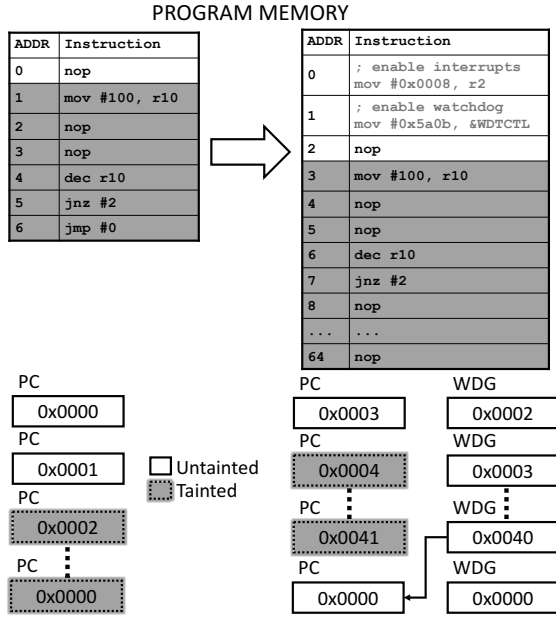 PROGRAM MEMORY
ADDR Instruction
0 nop
1 mov #100, r10
2 nop
3 nop
4 dec r10
5 jnz #2
6 jmp #0
ADDR Instruction
0 ; enable interrupts
mov #0x0008, r2
1 ; enable watchdog
mov #0x5a0b, &WDTCTL
2 nop
3 mov #100, r10
4 nop
5 nop
6 dec r10
7 jnz #2
8 nop
... ...
64 nop
PC
0x0000
PC
0x0001
PC
0x0002
PC
0x0000
Untainted
Tainted
PC WDG
0x0003 0x0002
PC WDG
0x0004 0x0003
PC WDG
0x0041 0x0040
PC WDG
0x0000 0x0000